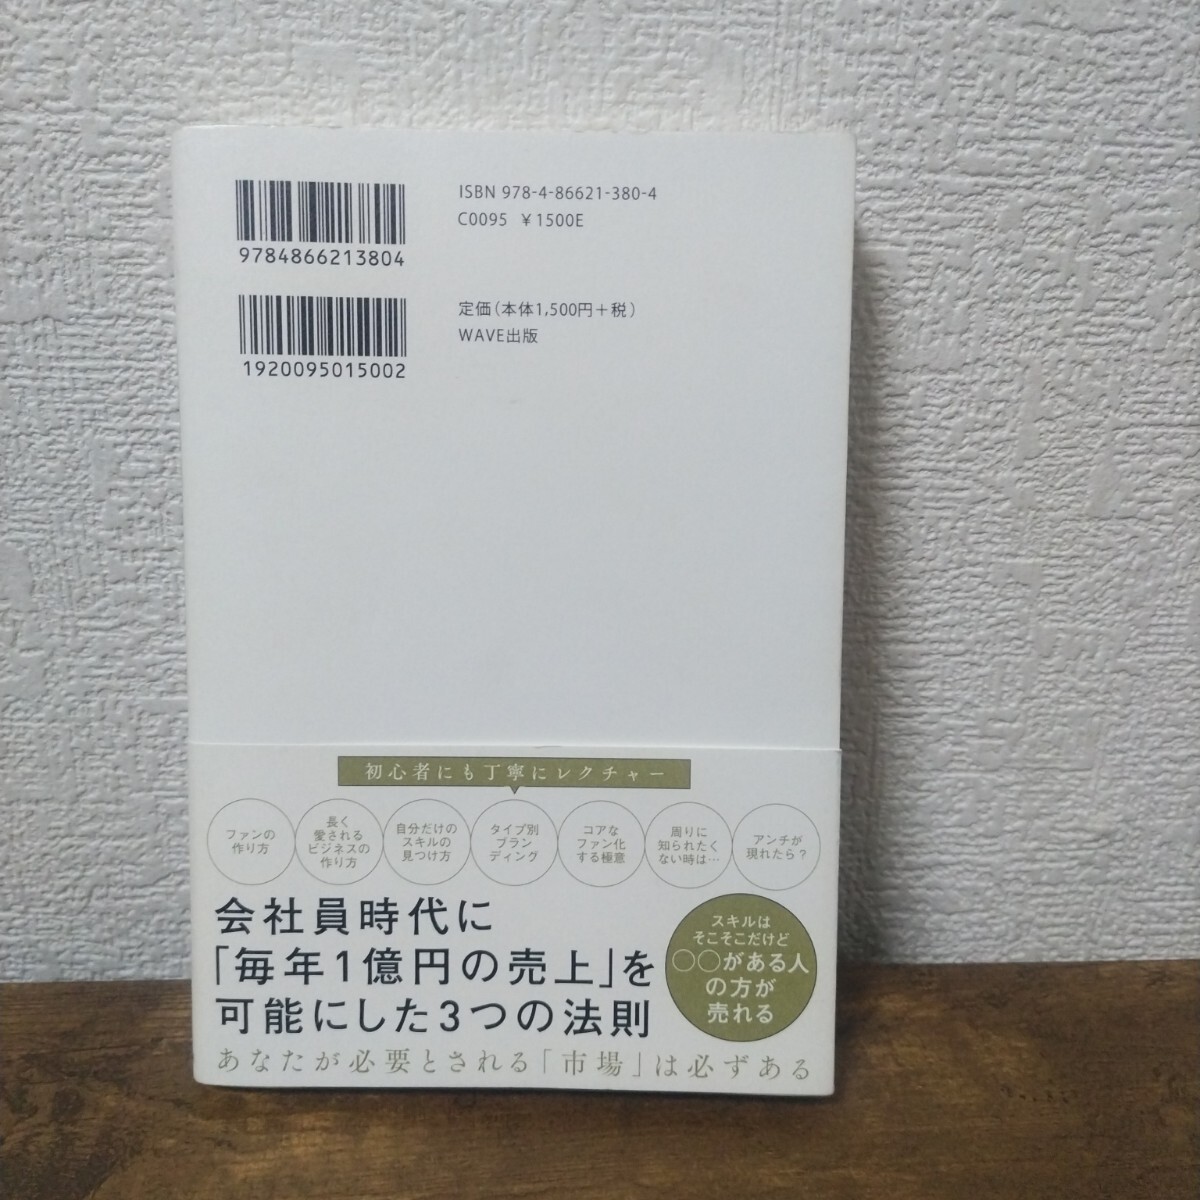 ISBN 978-4-86621-380-4
C0095 ¥1500E
9784866213804
定価(本体1,500円+税)
WAVE出版
1920095015002
初心者にも丁寧にレクチャー
ファンの
作り方
長く
愛される
ビジネスの
作り方
自分だけの
スキルの
見つけ方
タイプ別
ブラン
ディング
コアな
ファン化
する極意
周りに
知られたく
ない時は…
アンチが
現れたら?
会社員時代に
「毎年1億円の売上」を
可能にした3つの法則
スキルは
そこそこだけど
○○がある人
の方が
売れる
あなたが必要とされる「市場」は必ずある